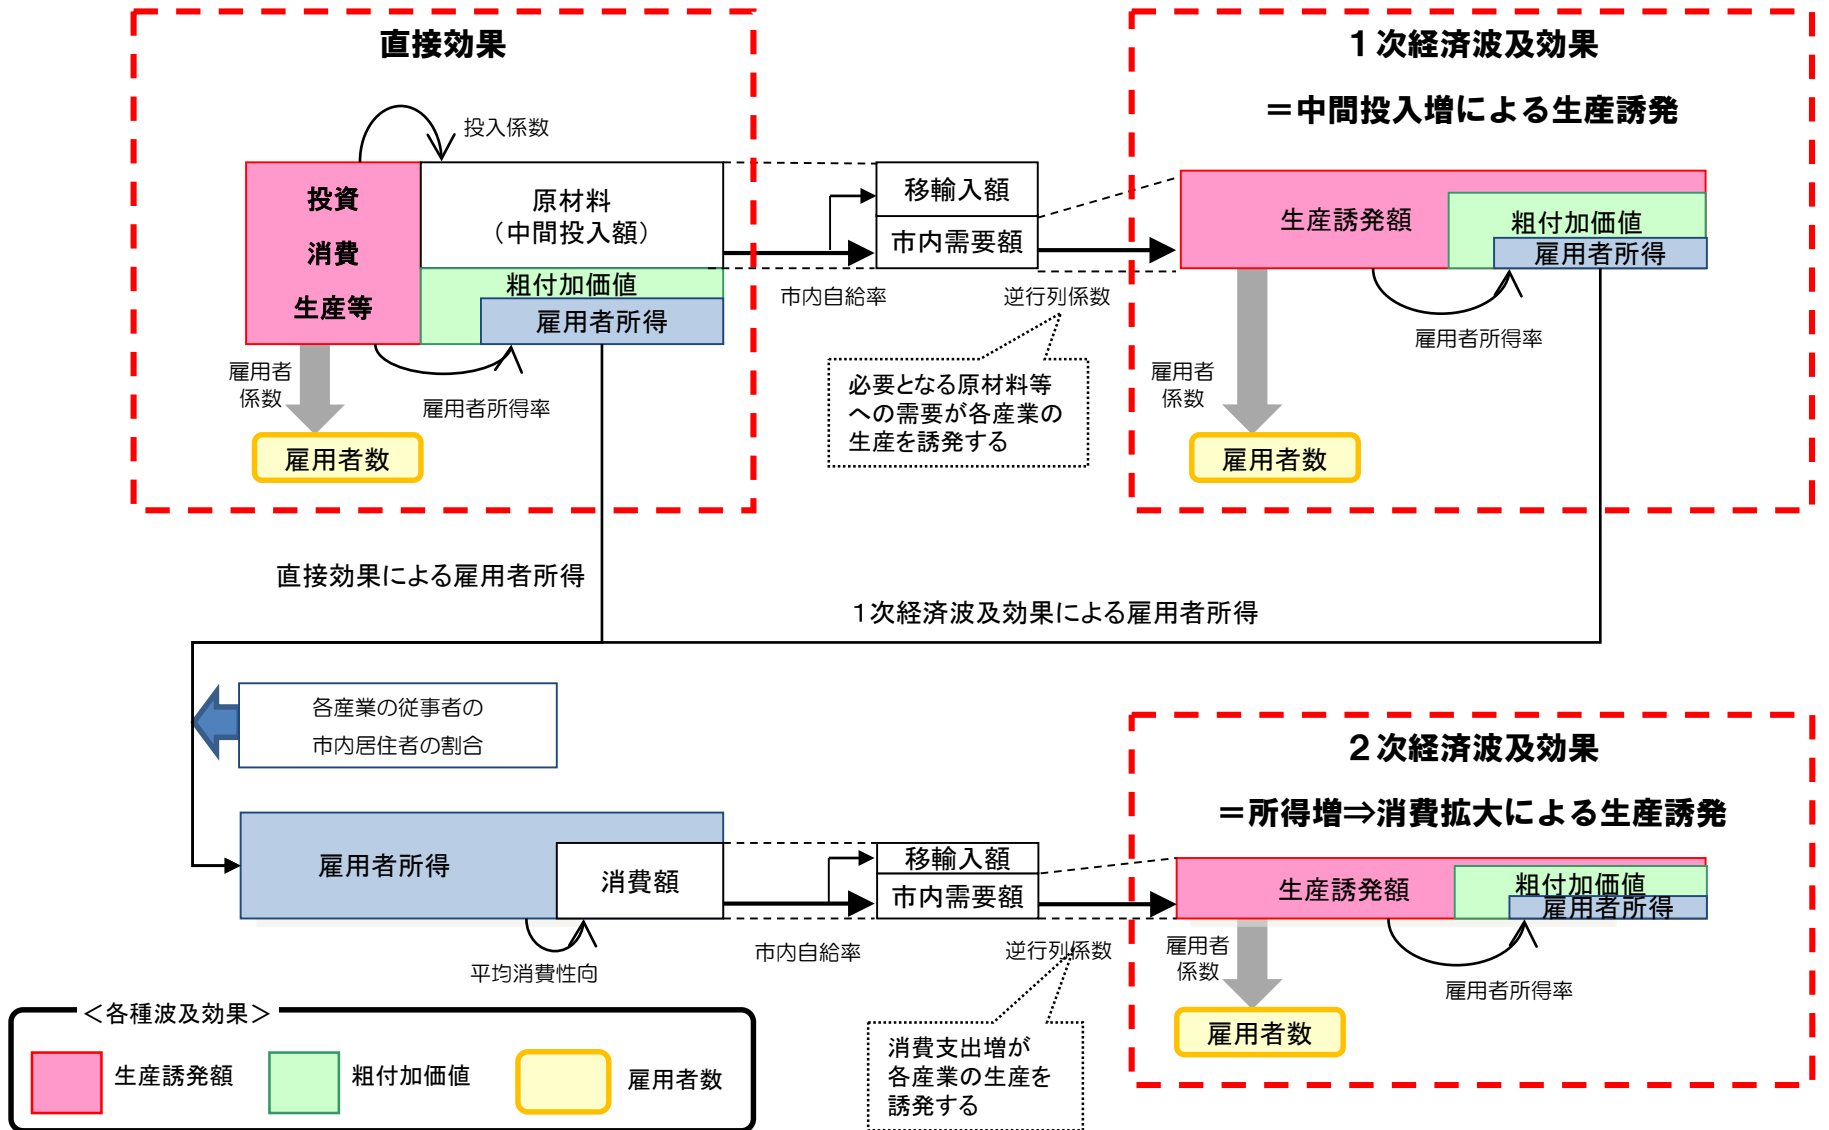 直接効果
投入係数
投資
消費
生産等
原材料
（中間投入額）
粗付加価値
雇用者所得
雇用者
係数
雇用者所得率
雇用者数
移輸入額
市内需要額
市内自給率
逆行列係数
必要となる原材料等
への需要が各産業の
生産を誘発する
１次経済波及効果
＝中間投入増による生産誘発
生産誘発額
粗付加価値
雇用者所得
雇用者所得率
雇用者
係数
雇用者数
直接効果による雇用者所得
１次経済波及効果による雇用者所得
各産業の従事者の
市内居住者の割合
雇用者所得
消費額
平均消費性向
移輸入額
市内需要額
市内自給率
逆行列係数
消費支出増が
各産業の生産を
誘発する
２次経済波及効果
＝所得増⇒消費拡大による生産誘発
生産誘発額
粗付加価値
雇用者所得
雇用者
係数
雇用者所得率
雇用者数
＜各種波及効果＞
生産誘発額
粗付加価値
雇用者数